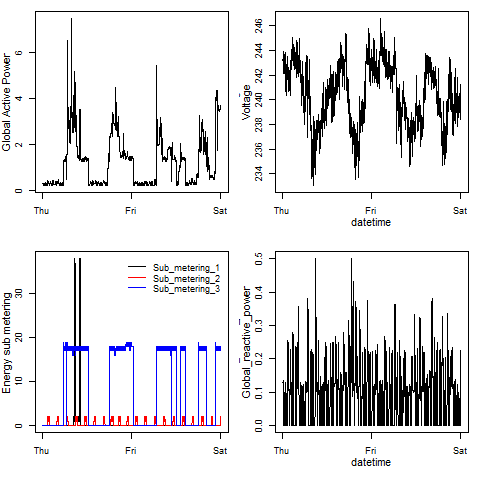 Global Active Power
0 2 4 6
Thu Fri Sat
Voltage
234 236 238 240 242 244 246
Thu Fri Sat
datetime
Energy sub metering
0 10 20 30
Sub_metering_1
Sub_metering_2
Sub_metering_3
Thu Fri Sat
Global_reactive_power
0.0 0.1 0.2 0.3 0.4 0.5
Thu Fri Sat
datetime